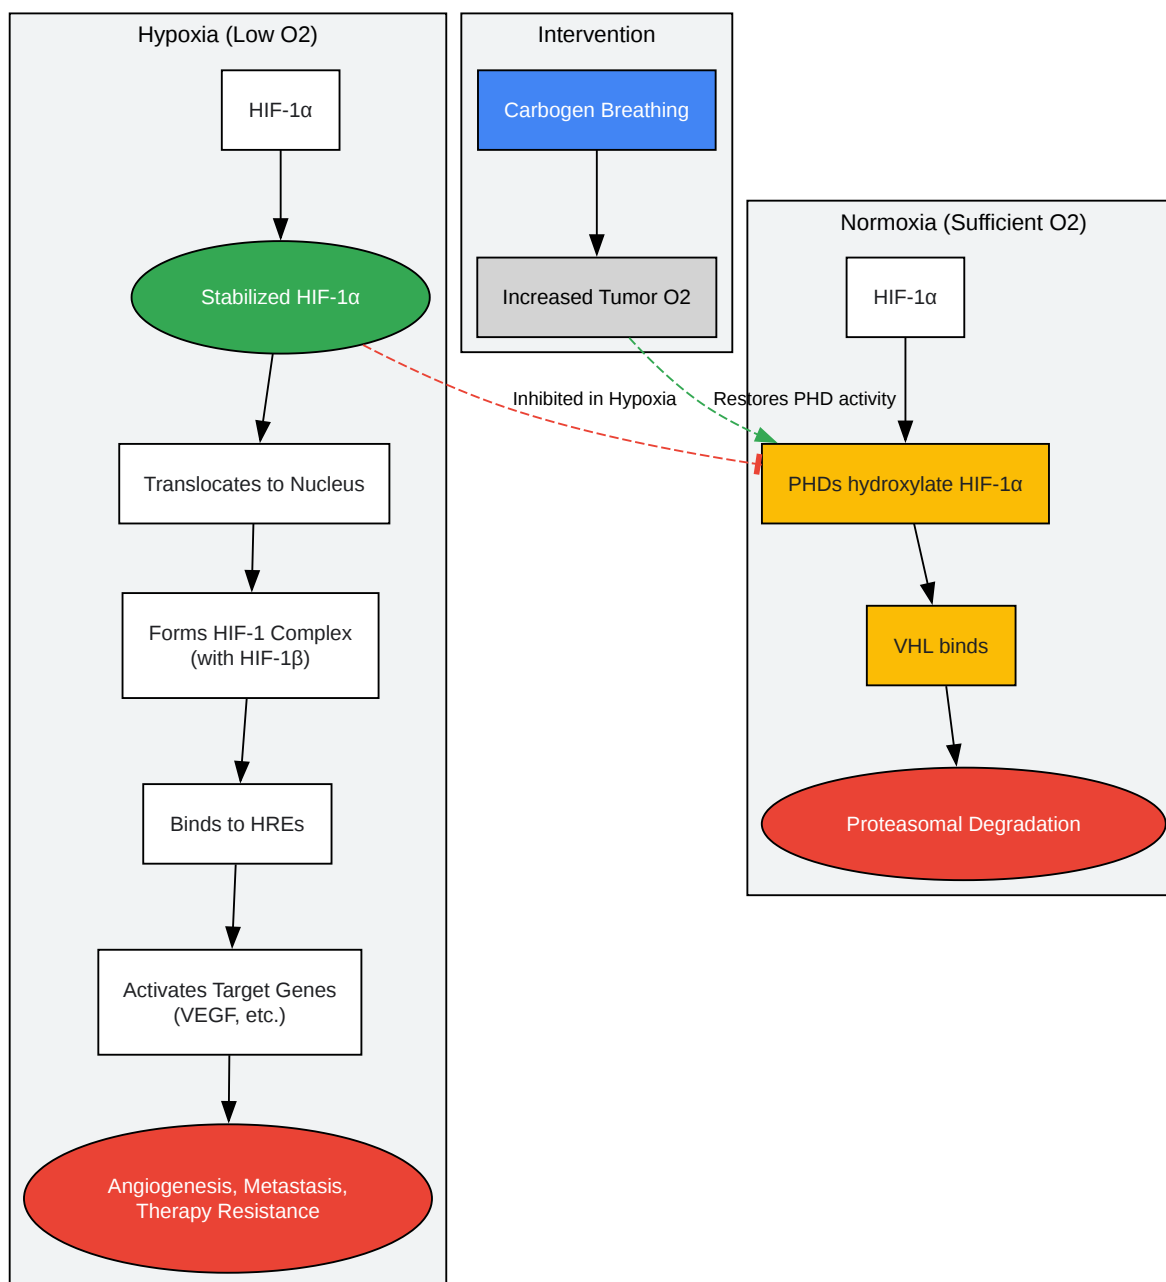 Hypoxia (Low O2)
HIF-1α
Stabilized HIF-1α
Translocates to Nucleus
Forms HIF-1 Complex
(with HIF-1β)
Binds to HREs
Activates Target Genes
(VEGF, etc.)
Angiogenesis, Metastasis,
Therapy Resistance
Intervention
Carbogen Breathing
Increased Tumor O2
Inhibited in Hypoxia
Restores PHD activity
Normoxia (Sufficient O2)
HIF-1α
PHDs hydroxylate HIF-1α
VHL binds
Proteasomal Degradation